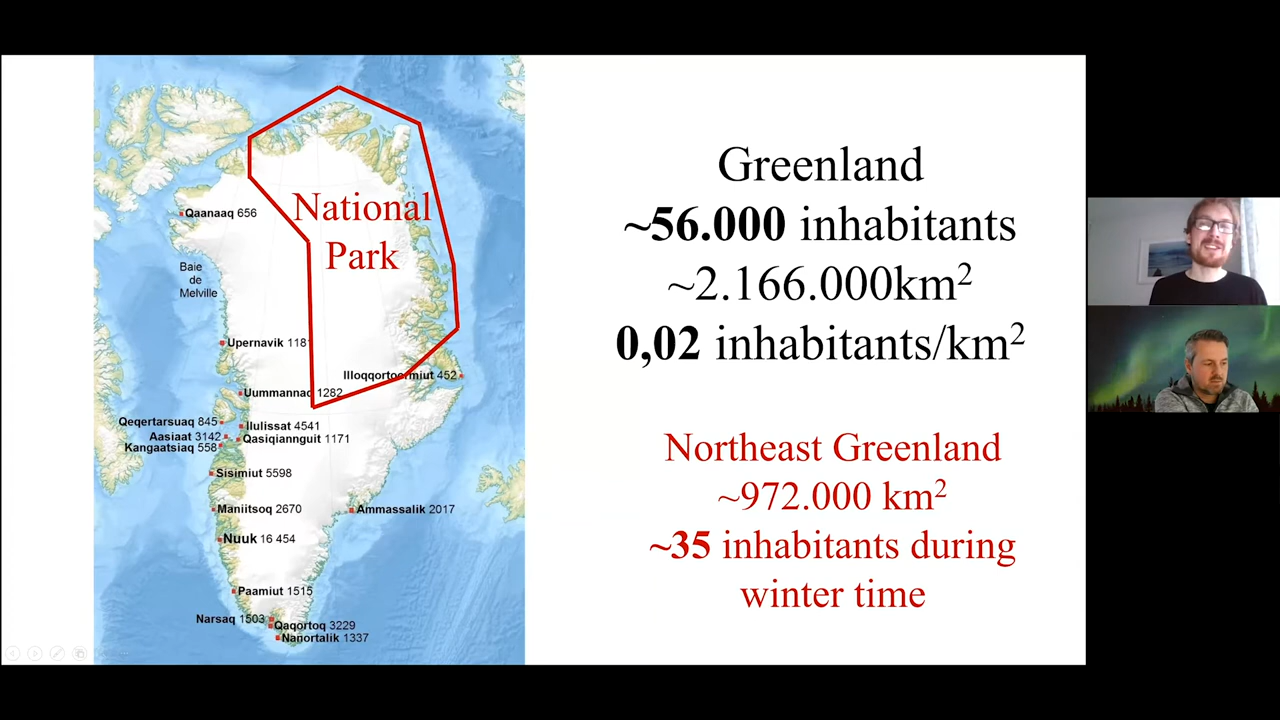 National
Park
Qaanaaq 656
Baie
de
Melville
Upernavik 1181
Illoqqortoormiut 452
Uummannaq 1282
Qeqertarsuaq 845
Ilulissat 4541
Aasiaat 3142
Qasiqiannguit 1171
Kangaatsiaq 558
Sisimiut 5598
Maniitsoq 2670
Ammassalik 2017
Nuuk 16 454
Paamiut 1515
Narsaq 1503
Qaqortoq 3229
Nanortalik 1337
Greenland
~56.000 inhabitants
~2.166.000km²
0,02 inhabitants/km²
Northeast Greenland
~972.000 km²
~35 inhabitants during
winter time